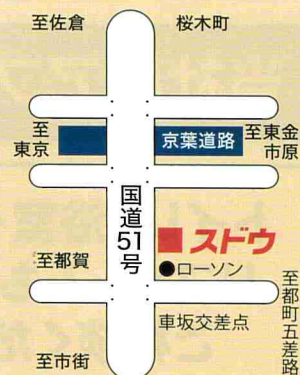 至佐倉
桜木町
至
東京
京葉道路
至東金
市原
国道51号
スドウ
至都賀
ローソン
至都町五差路
車坂交差点
至市街